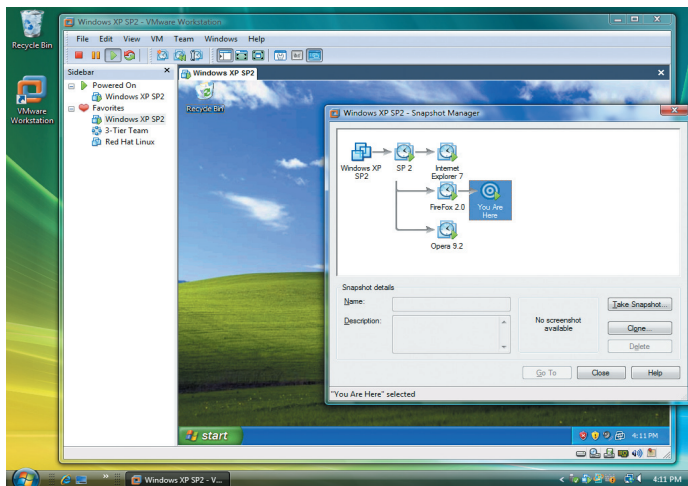 Recycle Bin
VMware
Workstation
Windows XP SP2 - VMware Workstation
File Edit View VM Team Windows Help
Sidebar
Powered On
Windows XP SP2
Favorites
Windows XP SP2
3-Tier Team
Red Hat Linux
Windows XP SP2
Recycle Bin
Windows XP SP2 - Snapshot Manager
Windows XP
SP2
SP 2
Internet
Explorer 7
FireFox 2.0
You Are
Here
Opera 9.2
Snapshot details
Name:
Description:
No screenshot
available
Take Snapshot...
Clone...
Delete
Go To
Close
Help
"You Are Here" selected
start
4:11 PM
Windows XP SP2 - V...
4:11 PM